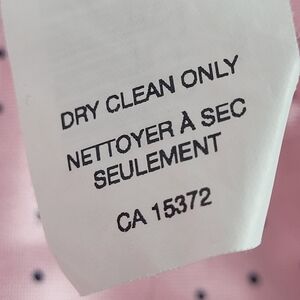 DRY CLEAN ONLY
NETTOYER À SEC
SEULEMENT
CA 15372